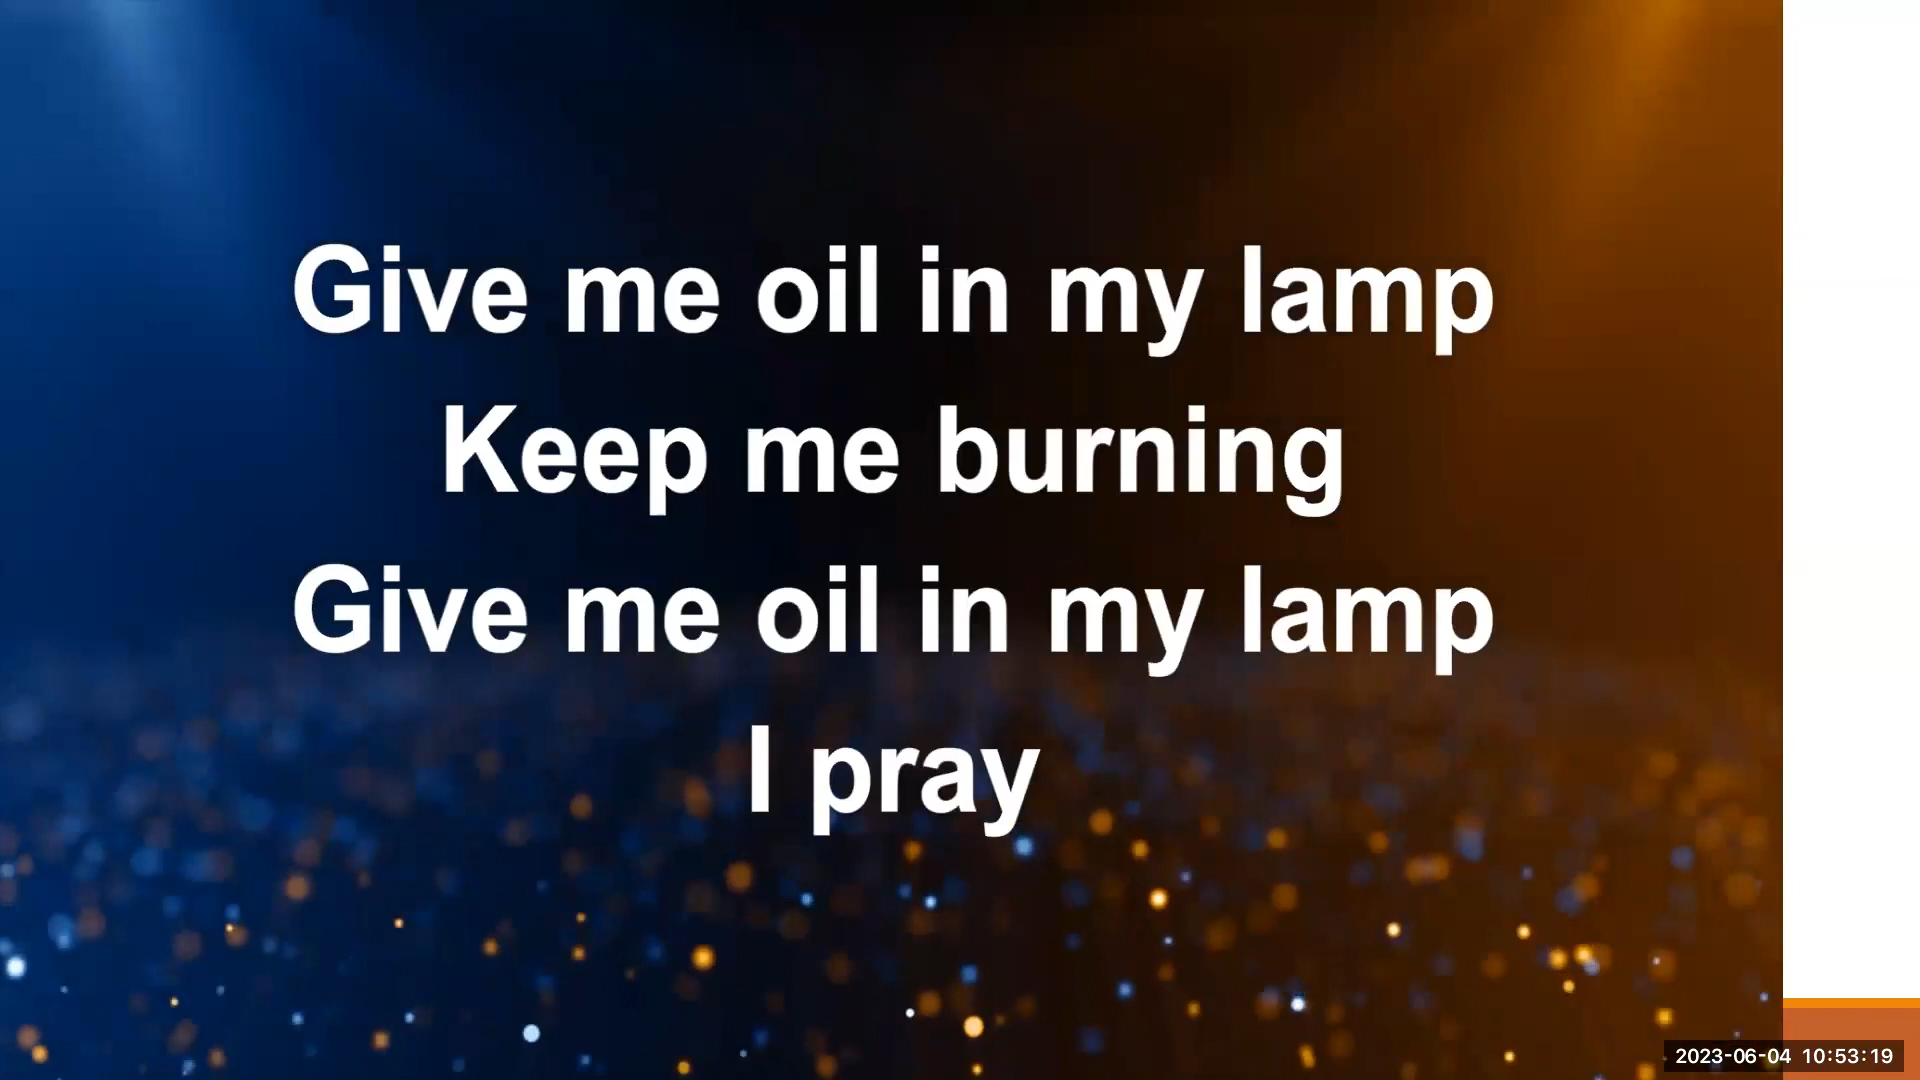 Give me oil in my lamp
Keep me burning
Give me oil in my lamp
I pray
2023-06-04 10:53:19